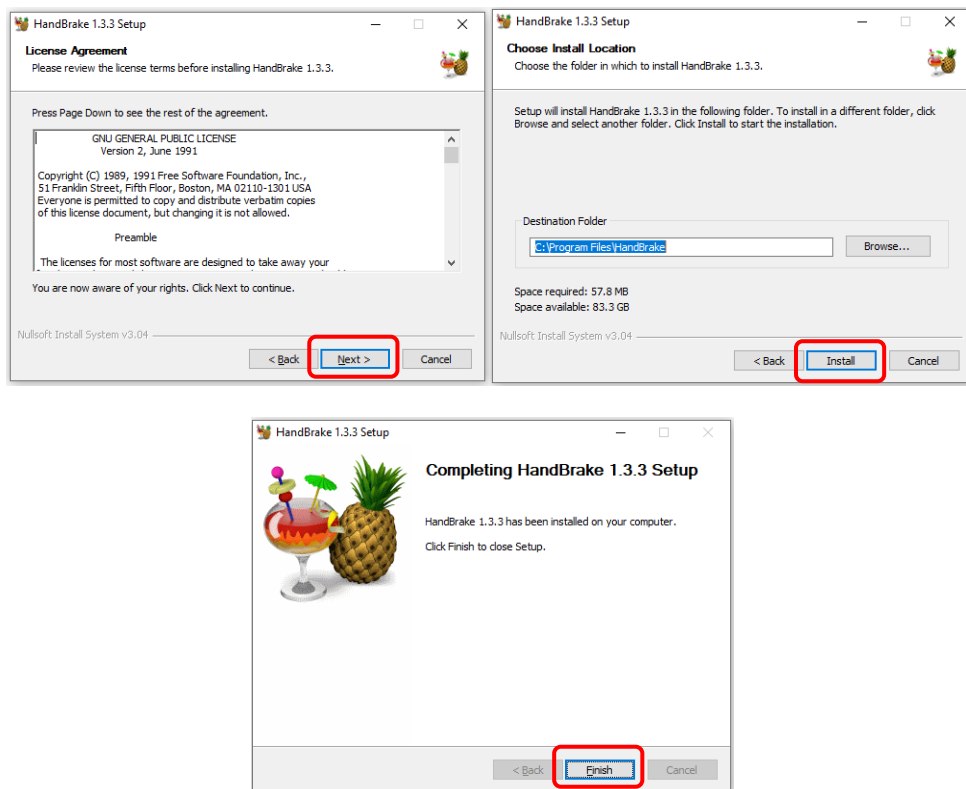 HandBrake 1.3.3 Setup
License Agreement
Please review the license terms before installing HandBrake 1.3.3.
Press Page Down to see the rest of the agreement.
GNU GENERAL PUBLIC LICENSE
Version 2, June 1991
Copyright (C) 1989, 1991 Free Software Foundation, Inc.,
51 Franklin Street, Fifth Floor, Boston, MA 02110-1301 USA
Everyone is permitted to copy and distribute verbatim copies
of this license document, but changing it is not allowed.
Preamble
The licenses for most software are designed to take away your
You are now aware of your rights. Click Next to continue.
Nullsoft Install System v3.04
< Back
Next >
Cancel
HandBrake 1.3.3 Setup
Choose Install Location
Choose the folder in which to install HandBrake 1.3.3.
Setup will install HandBrake 1.3.3 in the following folder. To install in a different folder, click
Browse and select another folder. Click Install to start the installation.
Destination Folder
C:\Program Files\HandBrake
Browse...
Space required: 57.8 MB
Space available: 83.3 GB
Nullsoft Install System v3.04
< Back
Install
Cancel
HandBrake 1.3.3 Setup
Completing HandBrake 1.3.3 Setup
HandBrake 1.3.3 has been installed on your computer.
Click Finish to close Setup.
< Back
Finish
Cancel